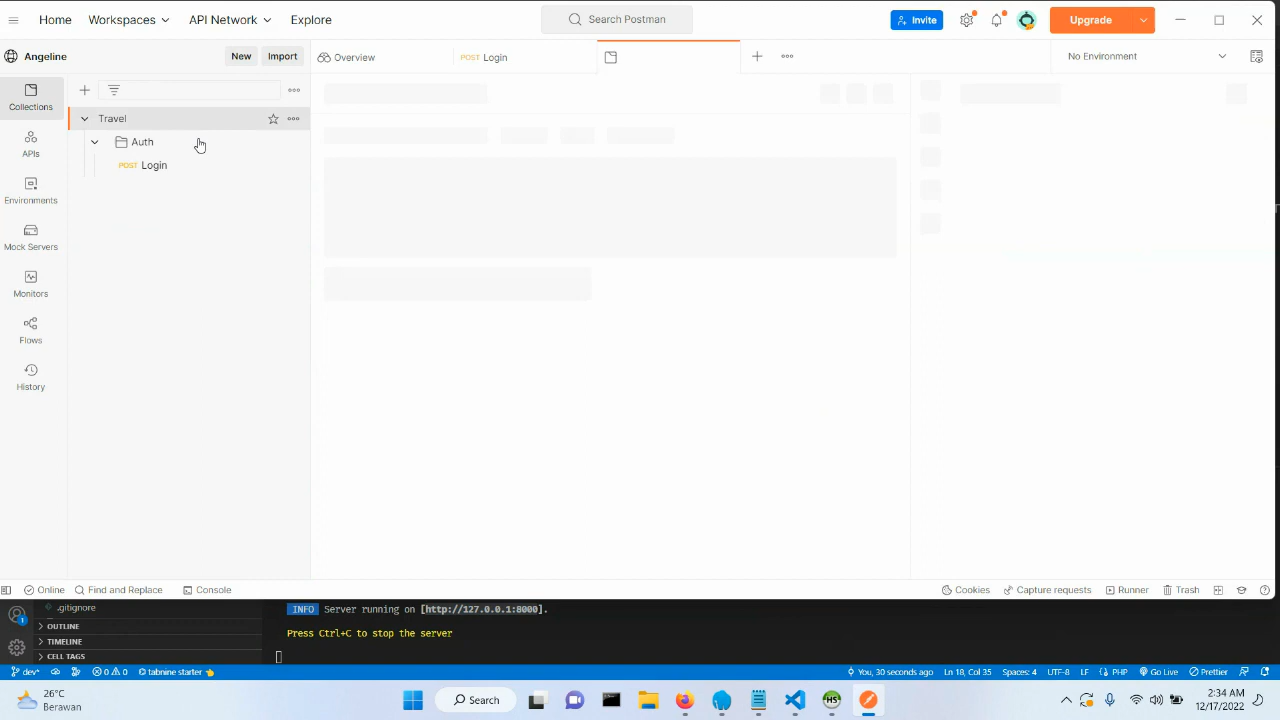 Home Workspaces API Network Explore Search Postman Invite Upgrade
Angeline New Import Overview POST Login No Environment
Collections
Travel
Auth
APIs
POST Login
Environments
Mock Servers
Monitors
Flows
History
Online Find and Replace Console Cookies Capture requests Runner Trash
.gitignore
INFO Server running on [http://127.0.0.1:8000].
OUTLINE
Press Ctrl+C to stop the server
TIMELINE
CELL TAGS
dev* 0 0 tabnine starter You, 30 seconds ago Ln 18, Col 35 Spaces: 4 UTF-8 LF PHP Go Live Prettier
26°C
Berawan
Search
HS
2:34 AM
12/17/2022